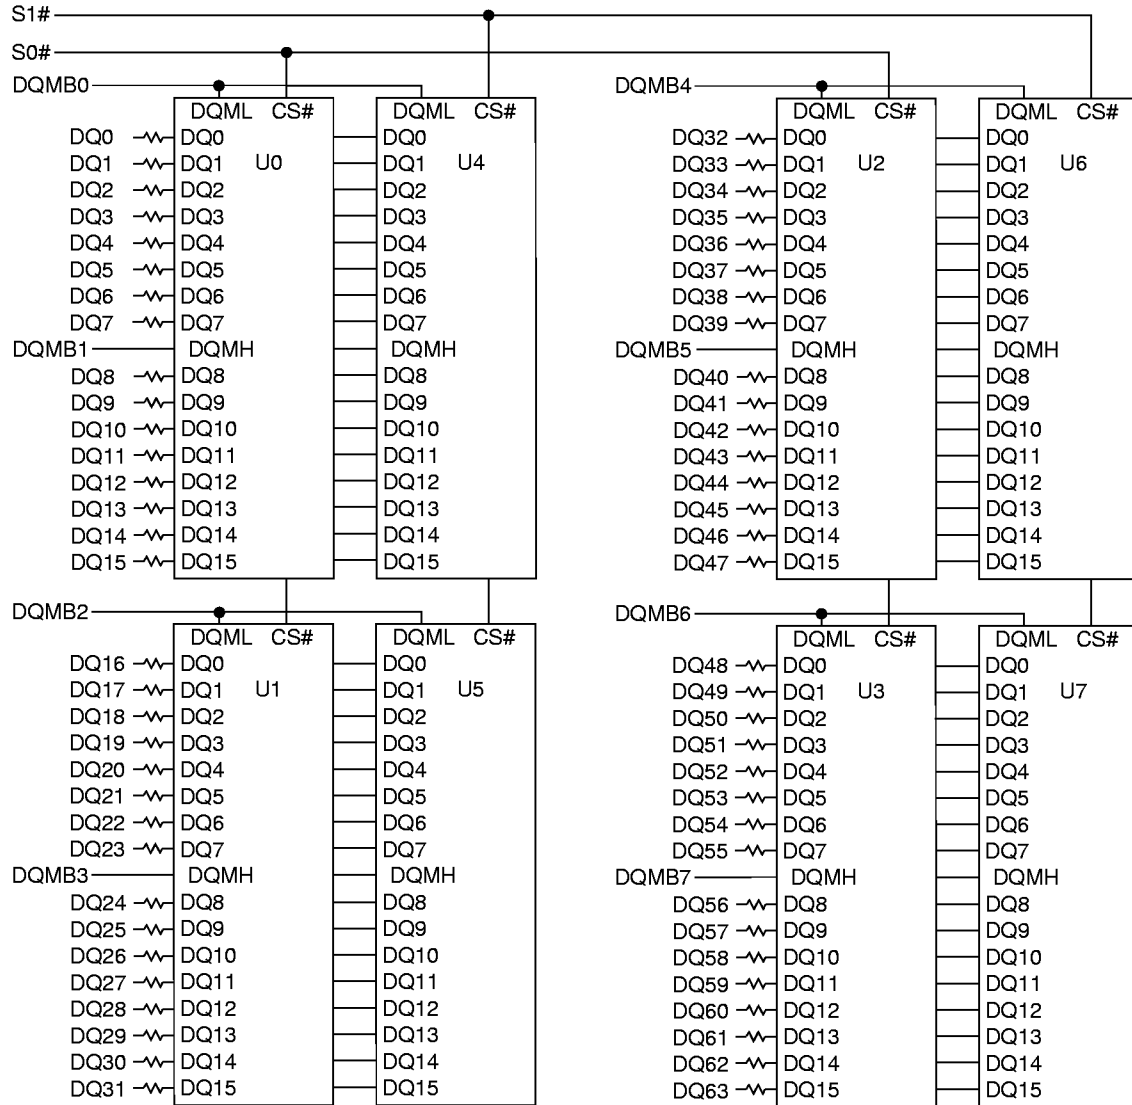 S1#
S0#
DQMB0 DQMB4
DQML CS# DQML CS# DQML CS# DQML CS#
DQ0 DQ0 DQ0 DQ32 DQ0 DQ0
DQ1 DQ1 U0 DQ1 U4 DQ33 DQ1 U2 DQ1 U6
DQ2 DQ2 DQ2 DQ34 DQ2 DQ2
DQ3 DQ3 DQ3 DQ35 DQ3 DQ3
DQ4 DQ4 DQ4 DQ36 DQ4 DQ4
DQ5 DQ5 DQ5 DQ37 DQ5 DQ5
DQ6 DQ6 DQ6 DQ38 DQ6 DQ6
DQ7 DQ7 DQ7 DQ39 DQ7 DQ7
DQMB1 DQMH DQMH DQMB5 DQMH DQMH
DQ8 DQ8 DQ8 DQ40 DQ8 DQ8
DQ9 DQ9 DQ9 DQ41 DQ9 DQ9
DQ10 DQ10 DQ10 DQ42 DQ10 DQ10
DQ11 DQ11 DQ11 DQ43 DQ11 DQ11
DQ12 DQ12 DQ12 DQ44 DQ12 DQ12
DQ13 DQ13 DQ13 DQ45 DQ13 DQ13
DQ14 DQ14 DQ14 DQ46 DQ14 DQ14
DQ15 DQ15 DQ15 DQ47 DQ15 DQ15
DQMB2 DQMB6
DQML CS# DQML CS# DQML CS# DQML CS#
DQ16 DQ0 DQ0 DQ48 DQ0 DQ0
DQ17 DQ1 U1 DQ1 U5 DQ49 DQ1 U3 DQ1 U7
DQ18 DQ2 DQ2 DQ50 DQ2 DQ2
DQ19 DQ3 DQ3 DQ51 DQ3 DQ3
DQ20 DQ4 DQ4 DQ52 DQ4 DQ4
DQ21 DQ5 DQ5 DQ53 DQ5 DQ5
DQ22 DQ6 DQ6 DQ54 DQ6 DQ6
DQ23 DQ7 DQ7 DQ55 DQ7 DQ7
DQMB3 DQMH DQMH DQMB7 DQMH DQMH
DQ24 DQ8 DQ8 DQ56 DQ8 DQ8
DQ25 DQ9 DQ9 DQ57 DQ9 DQ9
DQ26 DQ10 DQ10 DQ58 DQ10 DQ10
DQ27 DQ11 DQ11 DQ59 DQ11 DQ11
DQ28 DQ12 DQ12 DQ60 DQ12 DQ12
DQ29 DQ13 DQ13 DQ61 DQ13 DQ13
DQ30 DQ14 DQ14 DQ62 DQ14 DQ14
DQ31 DQ15 DQ15 DQ63 DQ15 DQ15